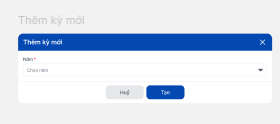 Thêm kỳ mới
Thêm kỳ mới
Năm *
Chọn năm
Huỷ
Tạo